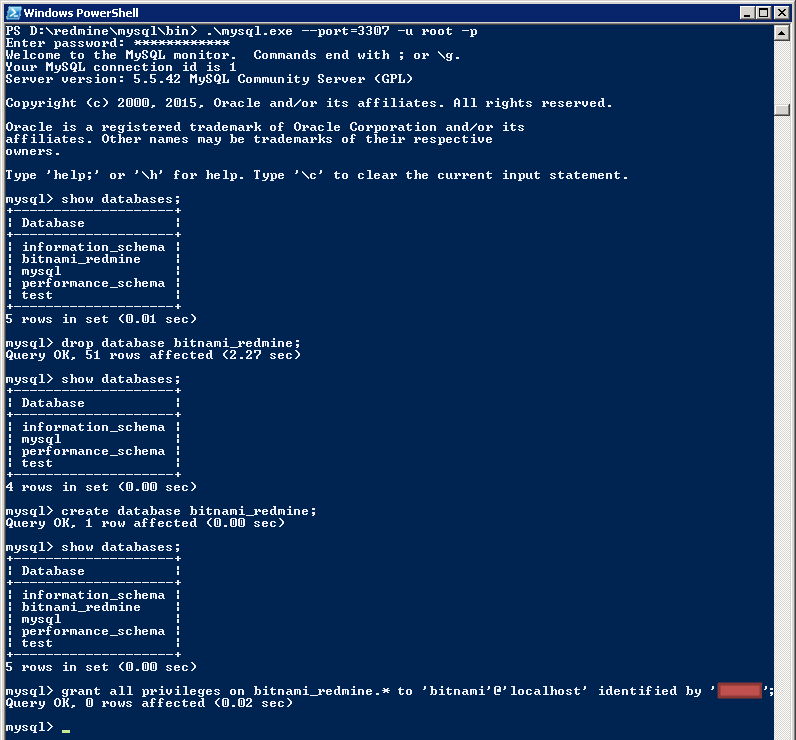 Windows PowerShell
PS D:\redmine\mysql\bin> .\mysql.exe --port=3307 -u root -p
Enter password: ************
Welcome to the MySQL monitor.  Commands end with ; or \g.
Your MySQL connection id is 1
Server version: 5.5.42 MySQL Community Server (GPL)
Copyright (c) 2000, 2015, Oracle and/or its affiliates. All rights reserved.
Oracle is a registered trademark of Oracle Corporation and/or its
affiliates. Other names may be trademarks of their respective
owners.
Type 'help;' or '\h' for help. Type '\c' to clear the current input statement.
mysql> show databases;
+--------------------+
| Database           |
+--------------------+
| information_schema |
| bitnami_redmine    |
| mysql              |
| performance_schema |
| test               |
+--------------------+
5 rows in set (0.01 sec)
mysql> drop database bitnami_redmine;
Query OK, 51 rows affected (2.27 sec)
mysql> show databases;
+--------------------+
| Database           |
+--------------------+
| information_schema |
| mysql              |
| performance_schema |
| test               |
+--------------------+
4 rows in set (0.00 sec)
mysql> create database bitnami_redmine;
Query OK, 1 row affected (0.00 sec)
mysql> show databases;
+--------------------+
| Database           |
+--------------------+
| information_schema |
| bitnami_redmine    |
| mysql              |
| performance_schema |
| test               |
+--------------------+
5 rows in set (0.00 sec)
mysql> grant all privileges on bitnami_redmine.* to 'bitnami'@'localhost' identified by '';
Query OK, 0 rows affected (0.02 sec)
mysql> _